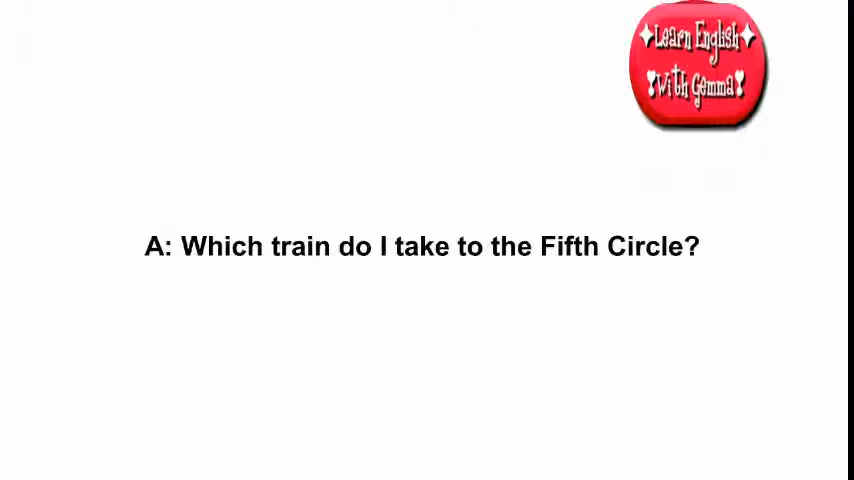 ✦Learn English✦
❣With Gemma❣
A: Which train do I take to the Fifth Circle?